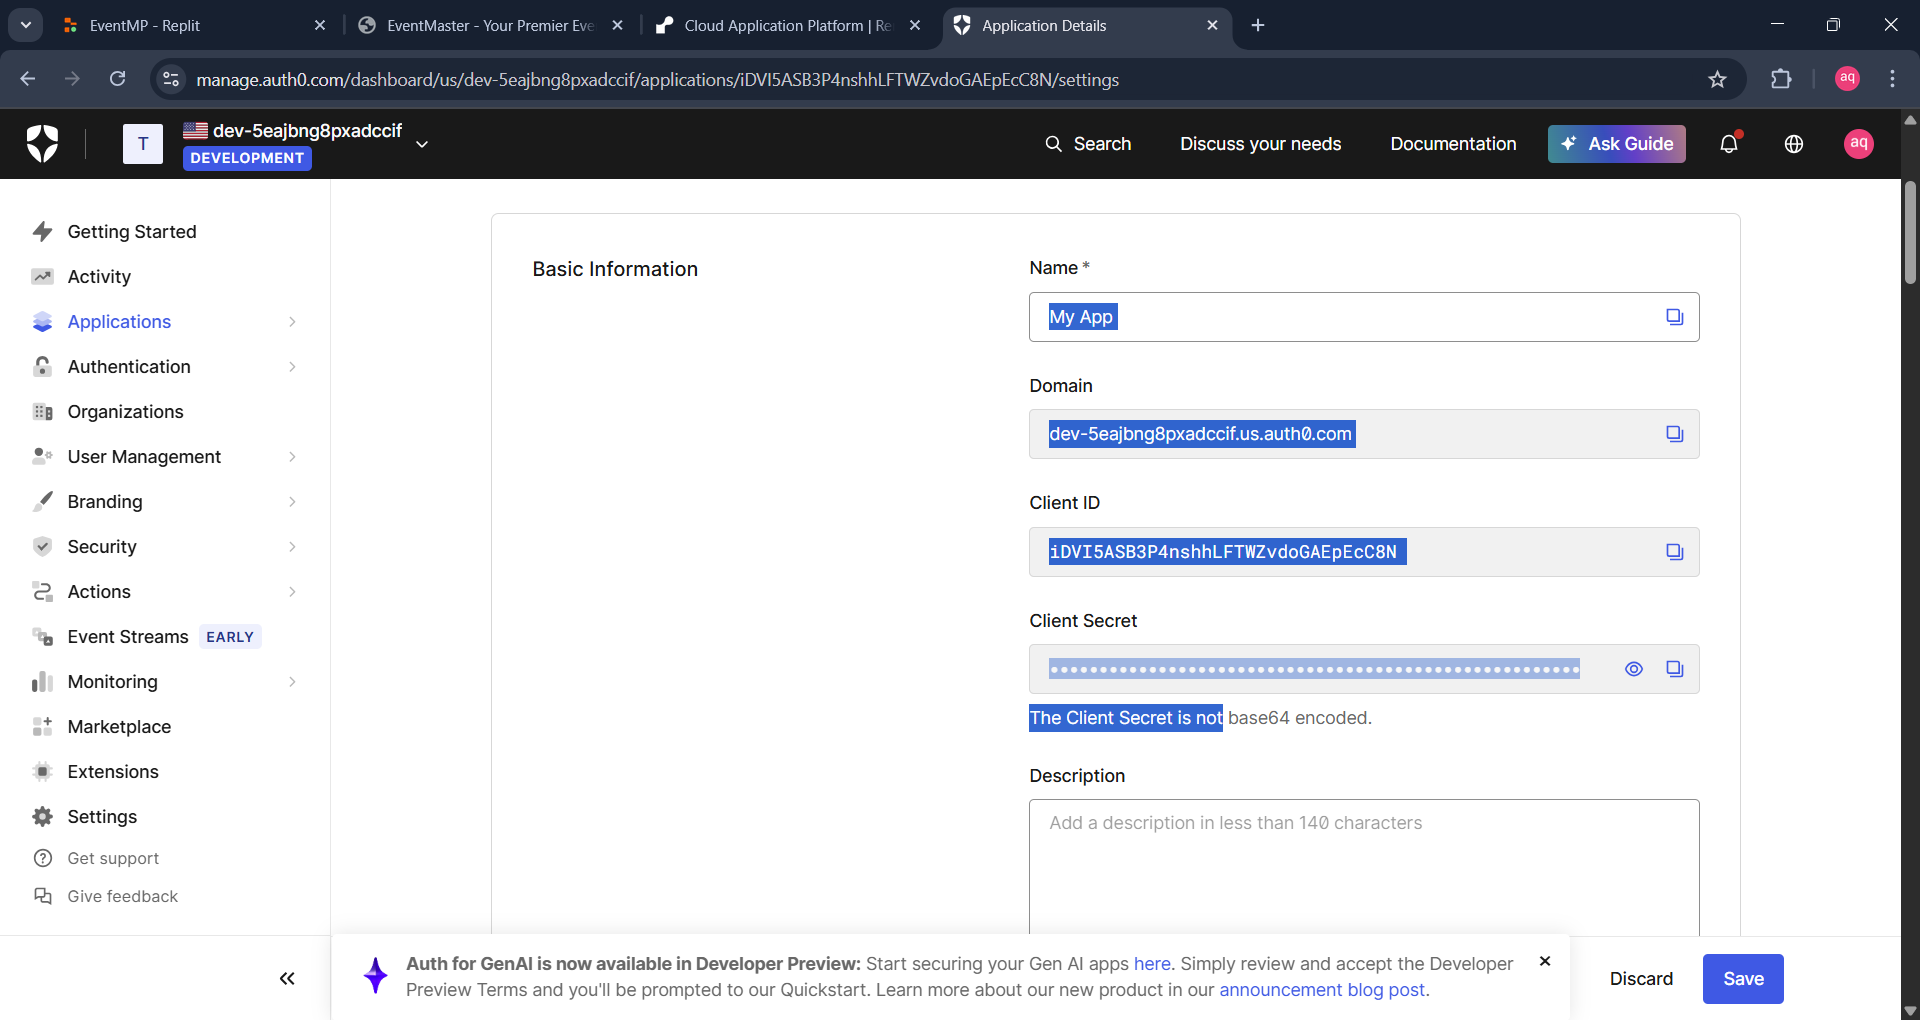 EventMP - Replit
EventMaster - Your Premier Eve
Cloud Application Platform | Re
Application Details
manage.auth0.com/dashboard/us/dev-5eajbng8pxadccif/applications/iDVI5ASB3P4nshhLFTWZvdoGAEpEcC8N/settings
aq
T
dev-5eajbng8pxadccif
DEVELOPMENT
Search
Discuss your needs
Documentation
Ask Guide
aq
Getting Started
Activity
Applications
Authentication
Organizations
User Management
Branding
Security
Actions
Event Streams EARLY
Monitoring
Marketplace
Extensions
Settings
Get support
Give feedback
Basic Information
Name *
My App
Domain
dev-5eajbng8pxadccif.us.auth0.com
Client ID
iDVI5ASB3P4nshhLFTWZvdoGAEpEcC8N
Client Secret
The Client Secret is not base64 encoded.
Description
Add a description in less than 140 characters
Auth for GenAI is now available in Developer Preview: Start securing your Gen AI apps here. Simply review and accept the Developer
Preview Terms and you'll be prompted to our Quickstart. Learn more about our new product in our announcement blog post.
Discard
Save